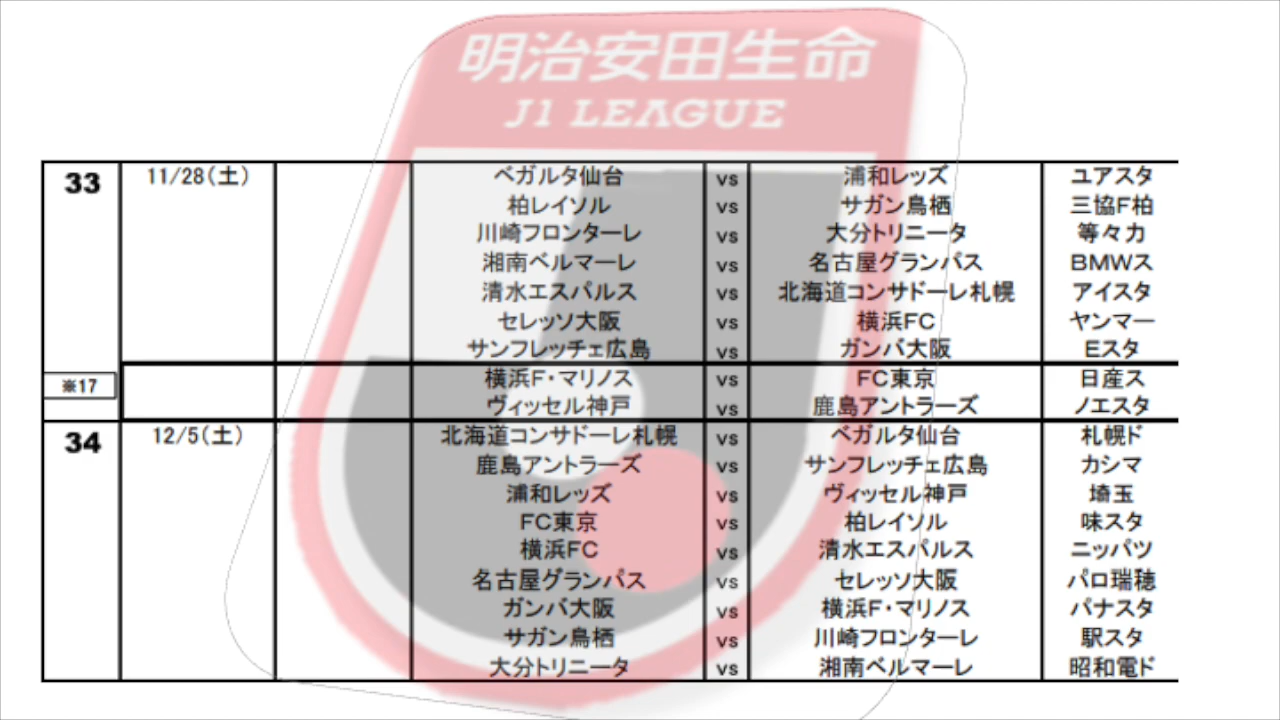 明治安田生命
J1 LEAGUE
33 11/28(土) ベガルタ仙台 vs 浦和レッズ ユアスタ
柏レイソル vs サガン鳥栖 三協F柏
川崎フロンターレ vs 大分トリニータ 等々力
湘南ベルマーレ vs 名古屋グランパス BMWス
清水エスパルス vs 北海道コンサドーレ札幌 アイスタ
セレッソ大阪 vs 横浜FC ヤンマー
サンフレッチェ広島 vs ガンバ大阪 Eスタ
※17 横浜F・マリノス vs FC東京 日産ス
ヴィッセル神戸 vs 鹿島アントラーズ ノエスタ
34 12/5(土) 北海道コンサドーレ札幌 vs ベガルタ仙台 札幌ド
鹿島アントラーズ vs サンフレッチェ広島 カシマ
浦和レッズ vs ヴィッセル神戸 埼玉
FC東京 vs 柏レイソル 味スタ
横浜FC vs 清水エスパルス ニッパツ
名古屋グランパス vs セレッソ大阪 パロ瑞穂
ガンバ大阪 vs 横浜F・マリノス パナスタ
サガン鳥栖 vs 川崎フロンターレ 駅スタ
大分トリニータ vs 湘南ベルマーレ 昭和電ド